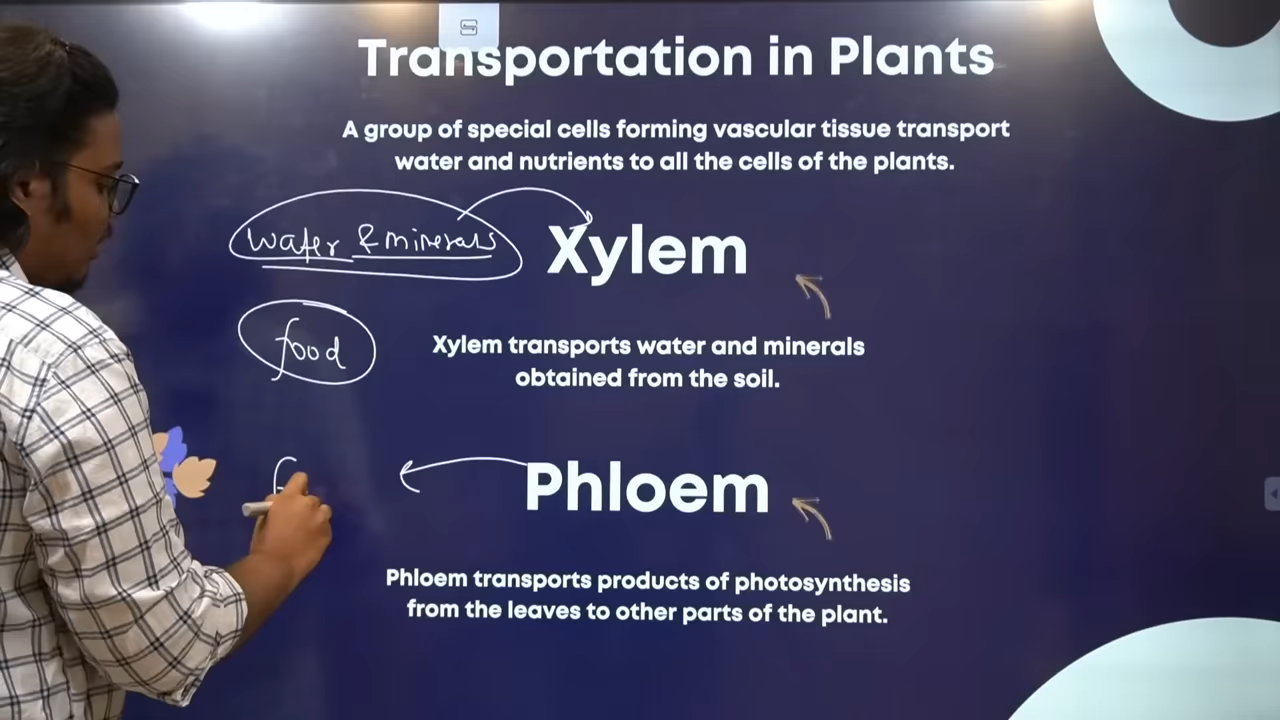 Transportation in Plants
A group of special cells forming vascular tissue transport
water and nutrients to all the cells of the plants.
water & minerals
Xylem
food
Xylem transports water and minerals
obtained from the soil.
Phloem
Phloem transports products of photosynthesis
from the leaves to other parts of the plant.